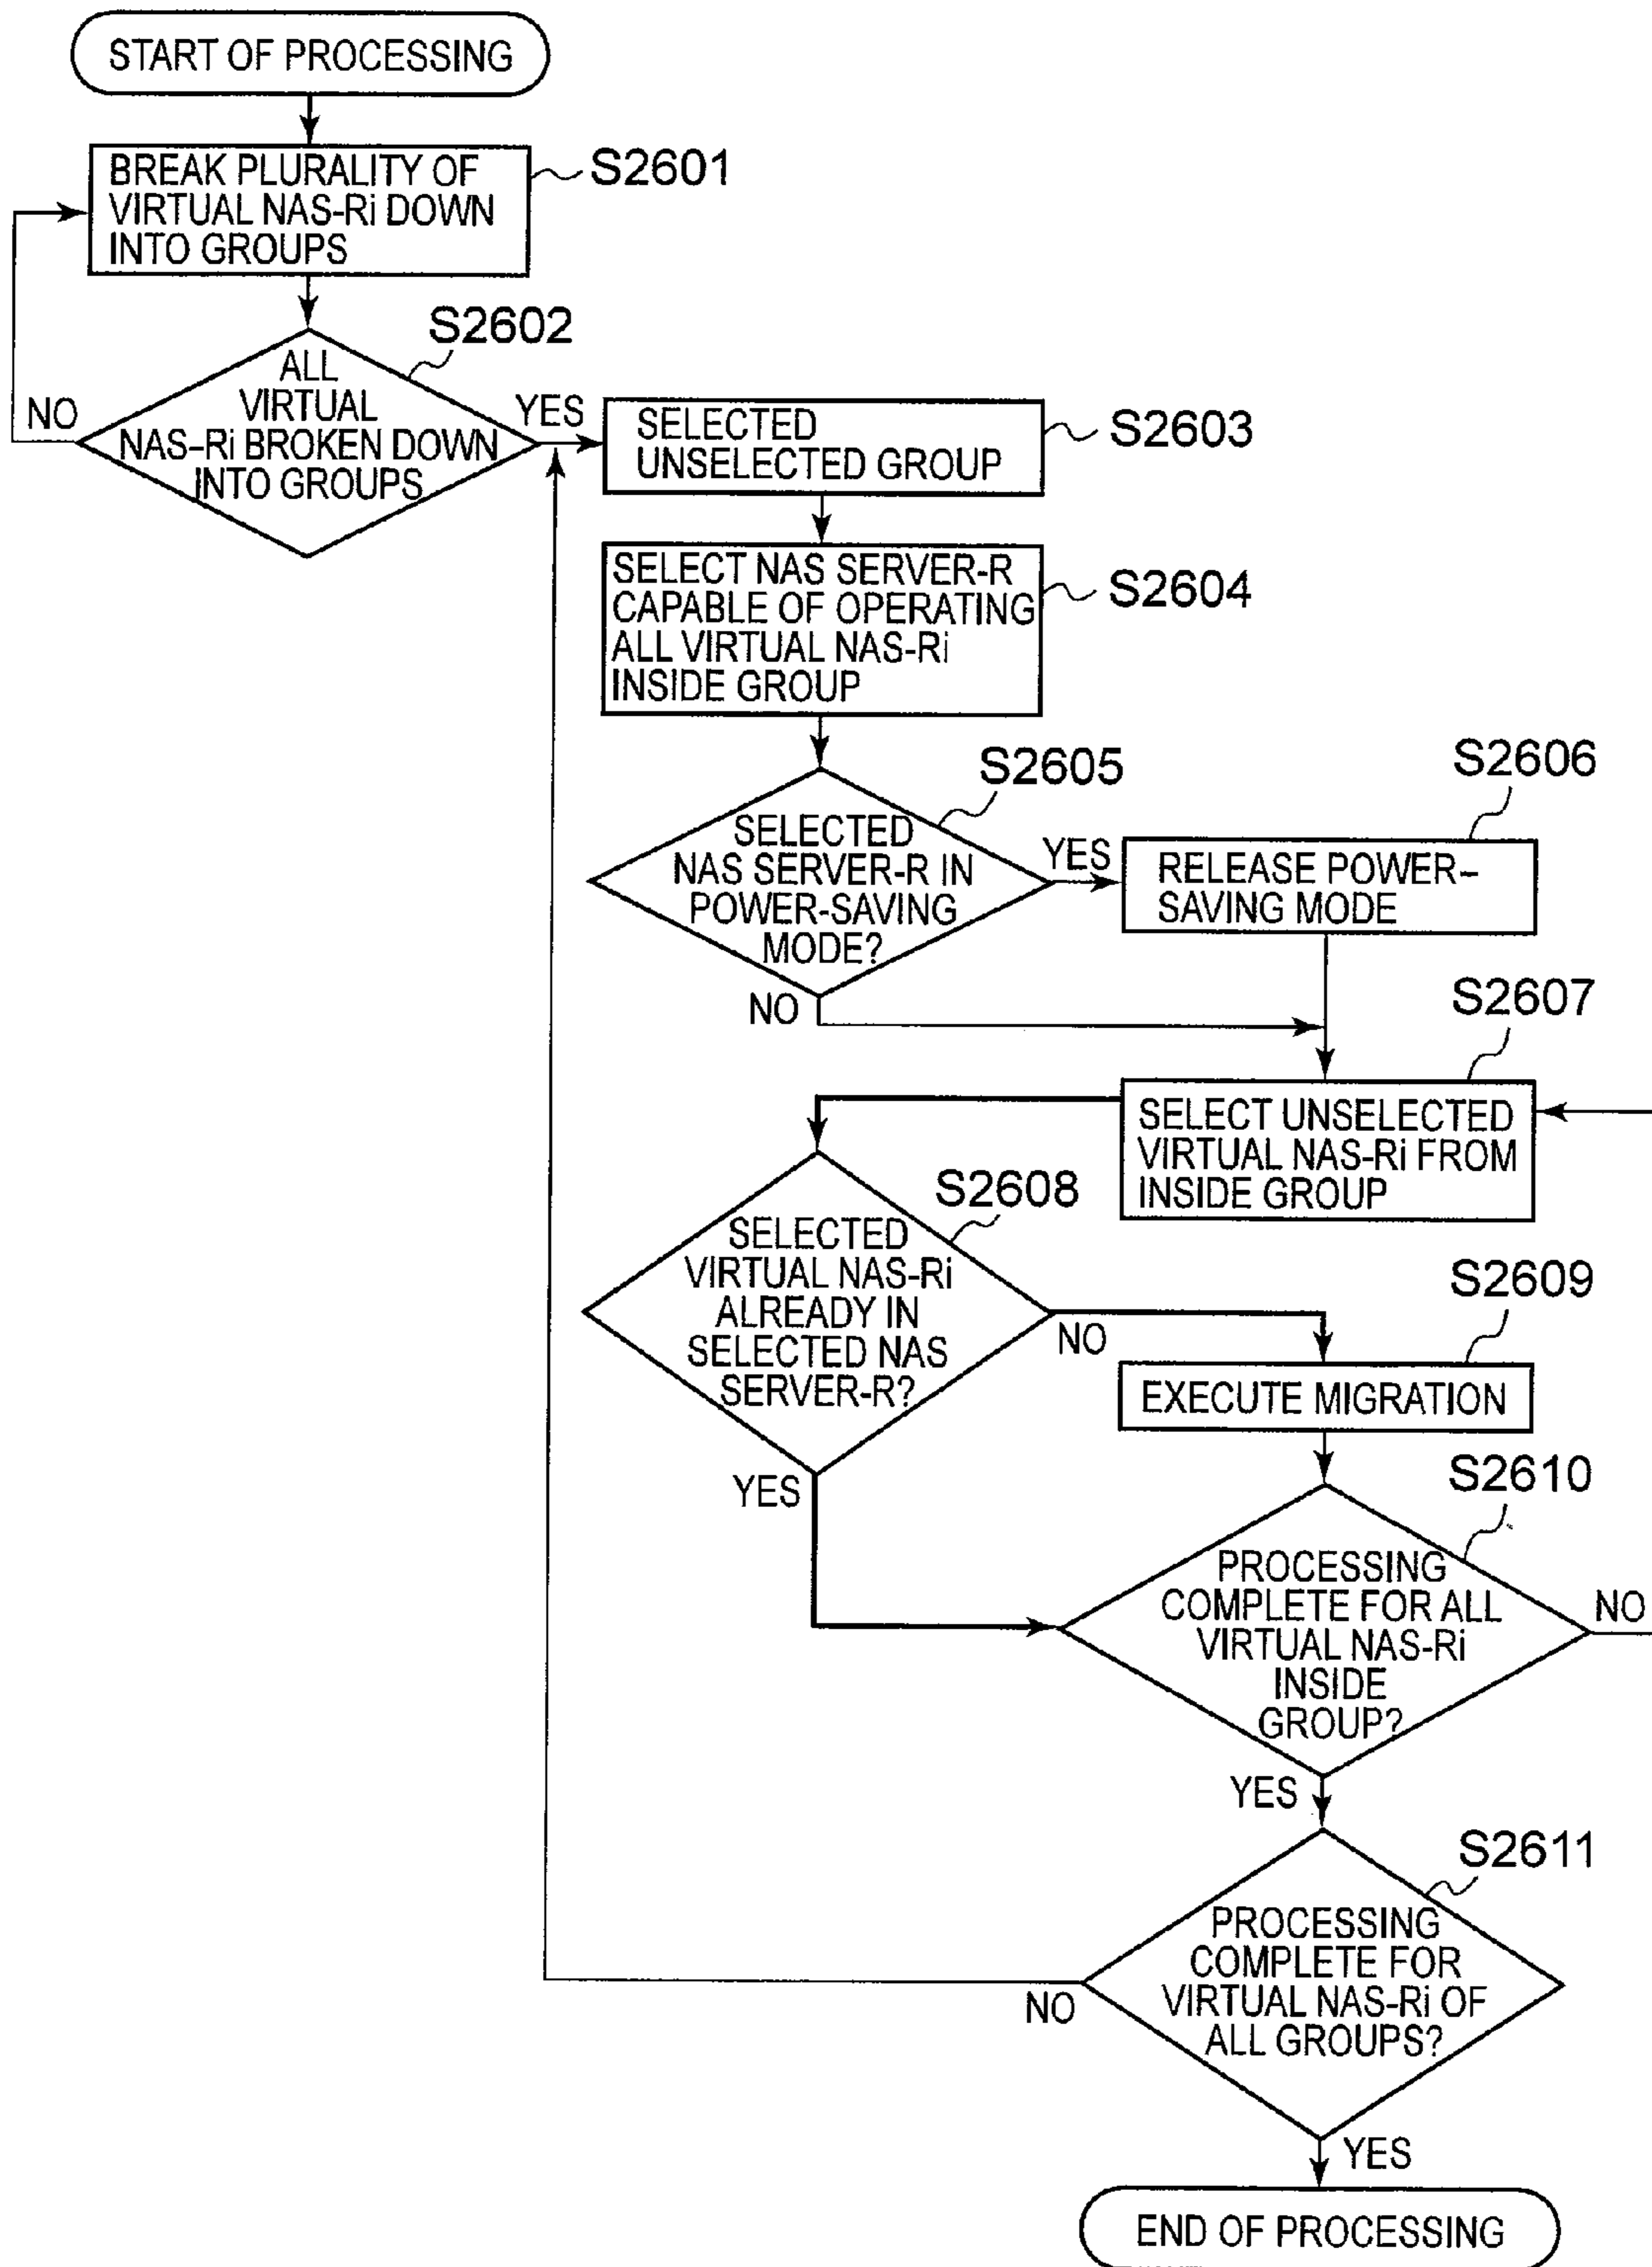 START OF PROCESSING
BREAK PLURALITY OF
VIRTUAL NAS-Ri DOWN
INTO GROUPS
S2601
S2602
ALL
VIRTUAL
NAS-Ri BROKEN DOWN
INTO GROUPS
NO
YES
SELECTED
UNSELECTED GROUP
S2603
SELECT NAS SERVER-R
CAPABLE OF OPERATING
ALL VIRTUAL NAS-Ri
INSIDE GROUP
S2604
S2605
SELECTED
NAS SERVER-R IN
POWER-SAVING
MODE?
YES
NO
S2606
RELEASE POWER-
SAVING MODE
S2607
SELECT UNSELECTED
VIRTUAL NAS-Ri FROM
INSIDE GROUP
S2608
SELECTED
VIRTUAL NAS-Ri
ALREADY IN
SELECTED NAS
SERVER-R?
NO
YES
S2609
EXECUTE MIGRATION
S2610
PROCESSING
COMPLETE FOR ALL
VIRTUAL NAS-Ri
INSIDE
GROUP?
NO
YES
S2611
PROCESSING
COMPLETE FOR
VIRTUAL NAS-Ri OF
ALL GROUPS?
NO
YES
END OF PROCESSING